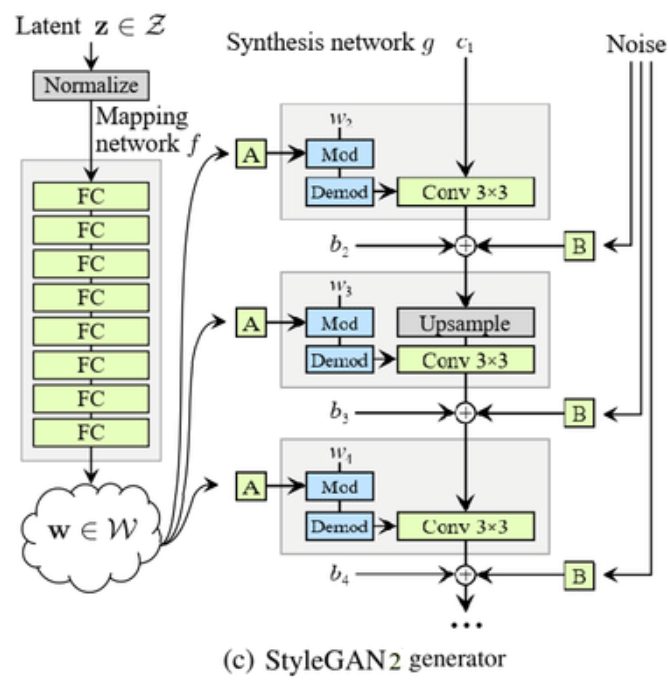 Latent z ∈ Z
Normalize
Mapping
network f
FC
FC
FC
FC
FC
FC
FC
FC
w ∈ W
Synthesis network g c₁
Noise
A
w₂
Mod
Demod
Conv 3×3
b₂
B
A
w₃
Mod
Upsample
Demod
Conv 3×3
b₃
B
A
w₄
Mod
Demod
Conv 3×3
b₄
B
...
(c) StyleGAN2 generator